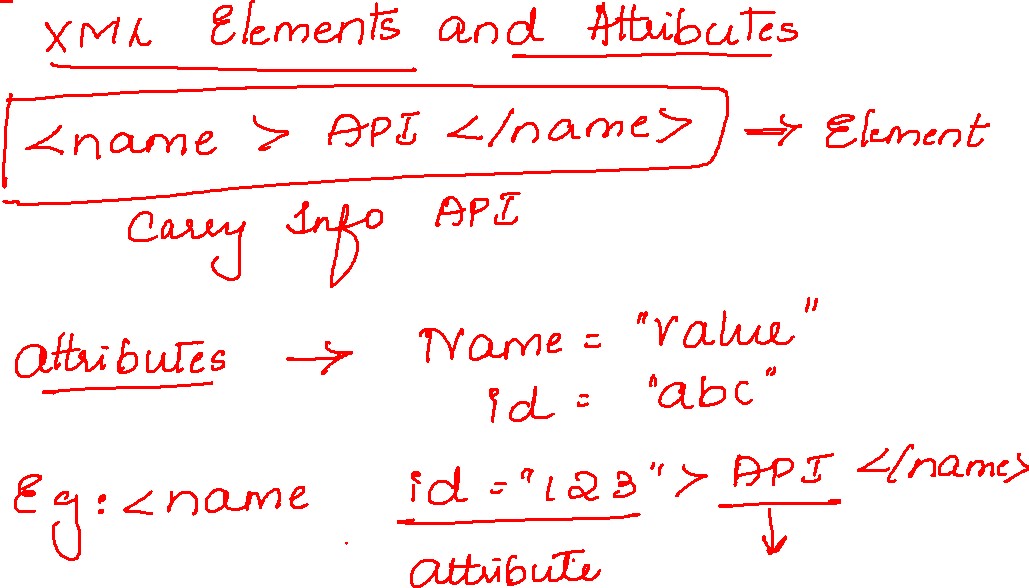 XML Elements and Attributes
<name > API </name> → Element
Carry Info API
attributes → Name = "Value"
id = "abc"
Eg: <name id = "123"> API </name>
attribute